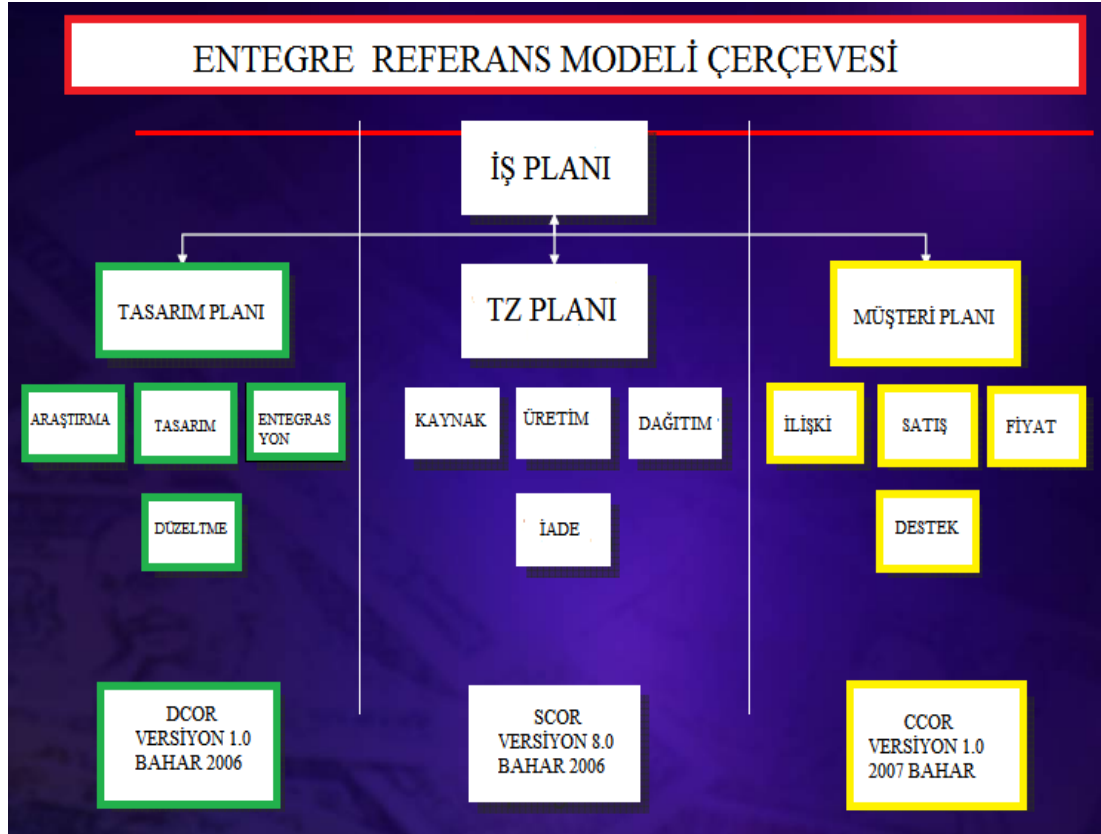 ENTEGRE REFERANS MODELİ ÇERÇEVESİ
İŞ PLANI
TASARIM PLANI
TZ PLANI
MÜŞTERİ PLANI
ARAŞTIRMA
TASARIM
ENTEGRAS
YON
KAYNAK
ÜRETİM
DAĞITIM
İLİŞKİ
SATIŞ
FİYAT
DÜZELTME
İADE
DESTEK
DCOR
VERSİYON 1.0
BAHAR 2006
SCOR
VERSİYON 8.0
BAHAR 2006
CCOR
VERSİYON 1.0
2007 BAHAR